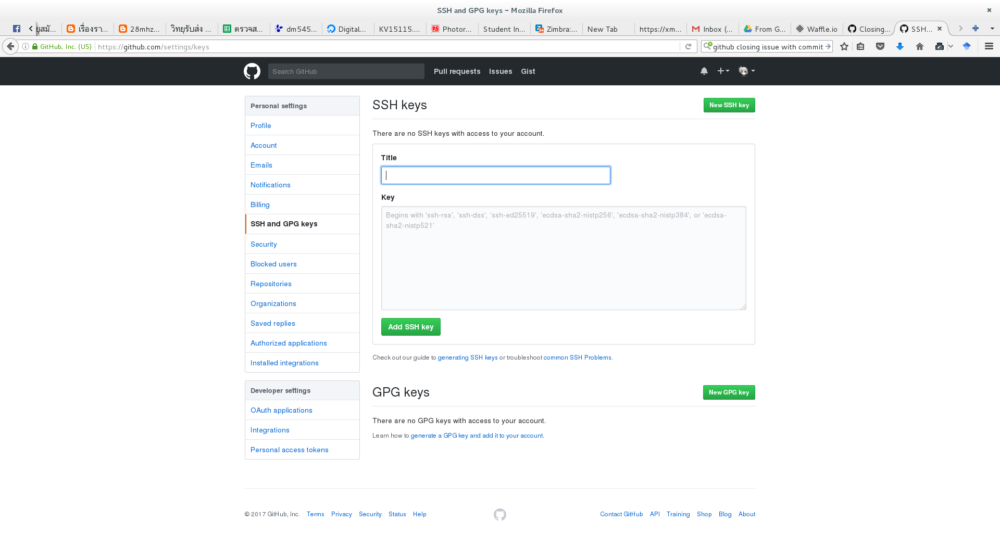 SSH and GPG keys – Mozilla Firefox
ยุสมั... เรื่องรา... 28mhz... วิทยุรับส่ง ... ตรวจส... dm545... Digital... KV15115.... Photor... Student In... Zimbra:... New Tab https://xm... Inbox (... From G... Waffle.io Closing... SSH...
GitHub, Inc. (US) https://github.com/settings/keys github closing issue with commit
Search GitHub Pull requests Issues Gist
Personal settings
Profile
Account
Emails
Notifications
Billing
SSH and GPG keys
Security
Blocked users
Repositories
Organizations
Saved replies
Authorized applications
Installed integrations
Developer settings
OAuth applications
Integrations
Personal access tokens
SSH keys New SSH key
There are no SSH keys with access to your account.
Title
Key
Begins with 'ssh-rsa', 'ssh-dss', 'ssh-ed25519', 'ecdsa-sha2-nistp256', 'ecdsa-sha2-nistp384', or 'ecdsa-
sha2-nistp521'
Add SSH key
Check out our guide to generating SSH keys or troubleshoot common SSH Problems.
GPG keys New GPG key
There are no GPG keys with access to your account.
Learn how to generate a GPG key and add it to your account.
© 2017 GitHub, Inc. Terms Privacy Security Status Help Contact GitHub API Training Shop Blog About